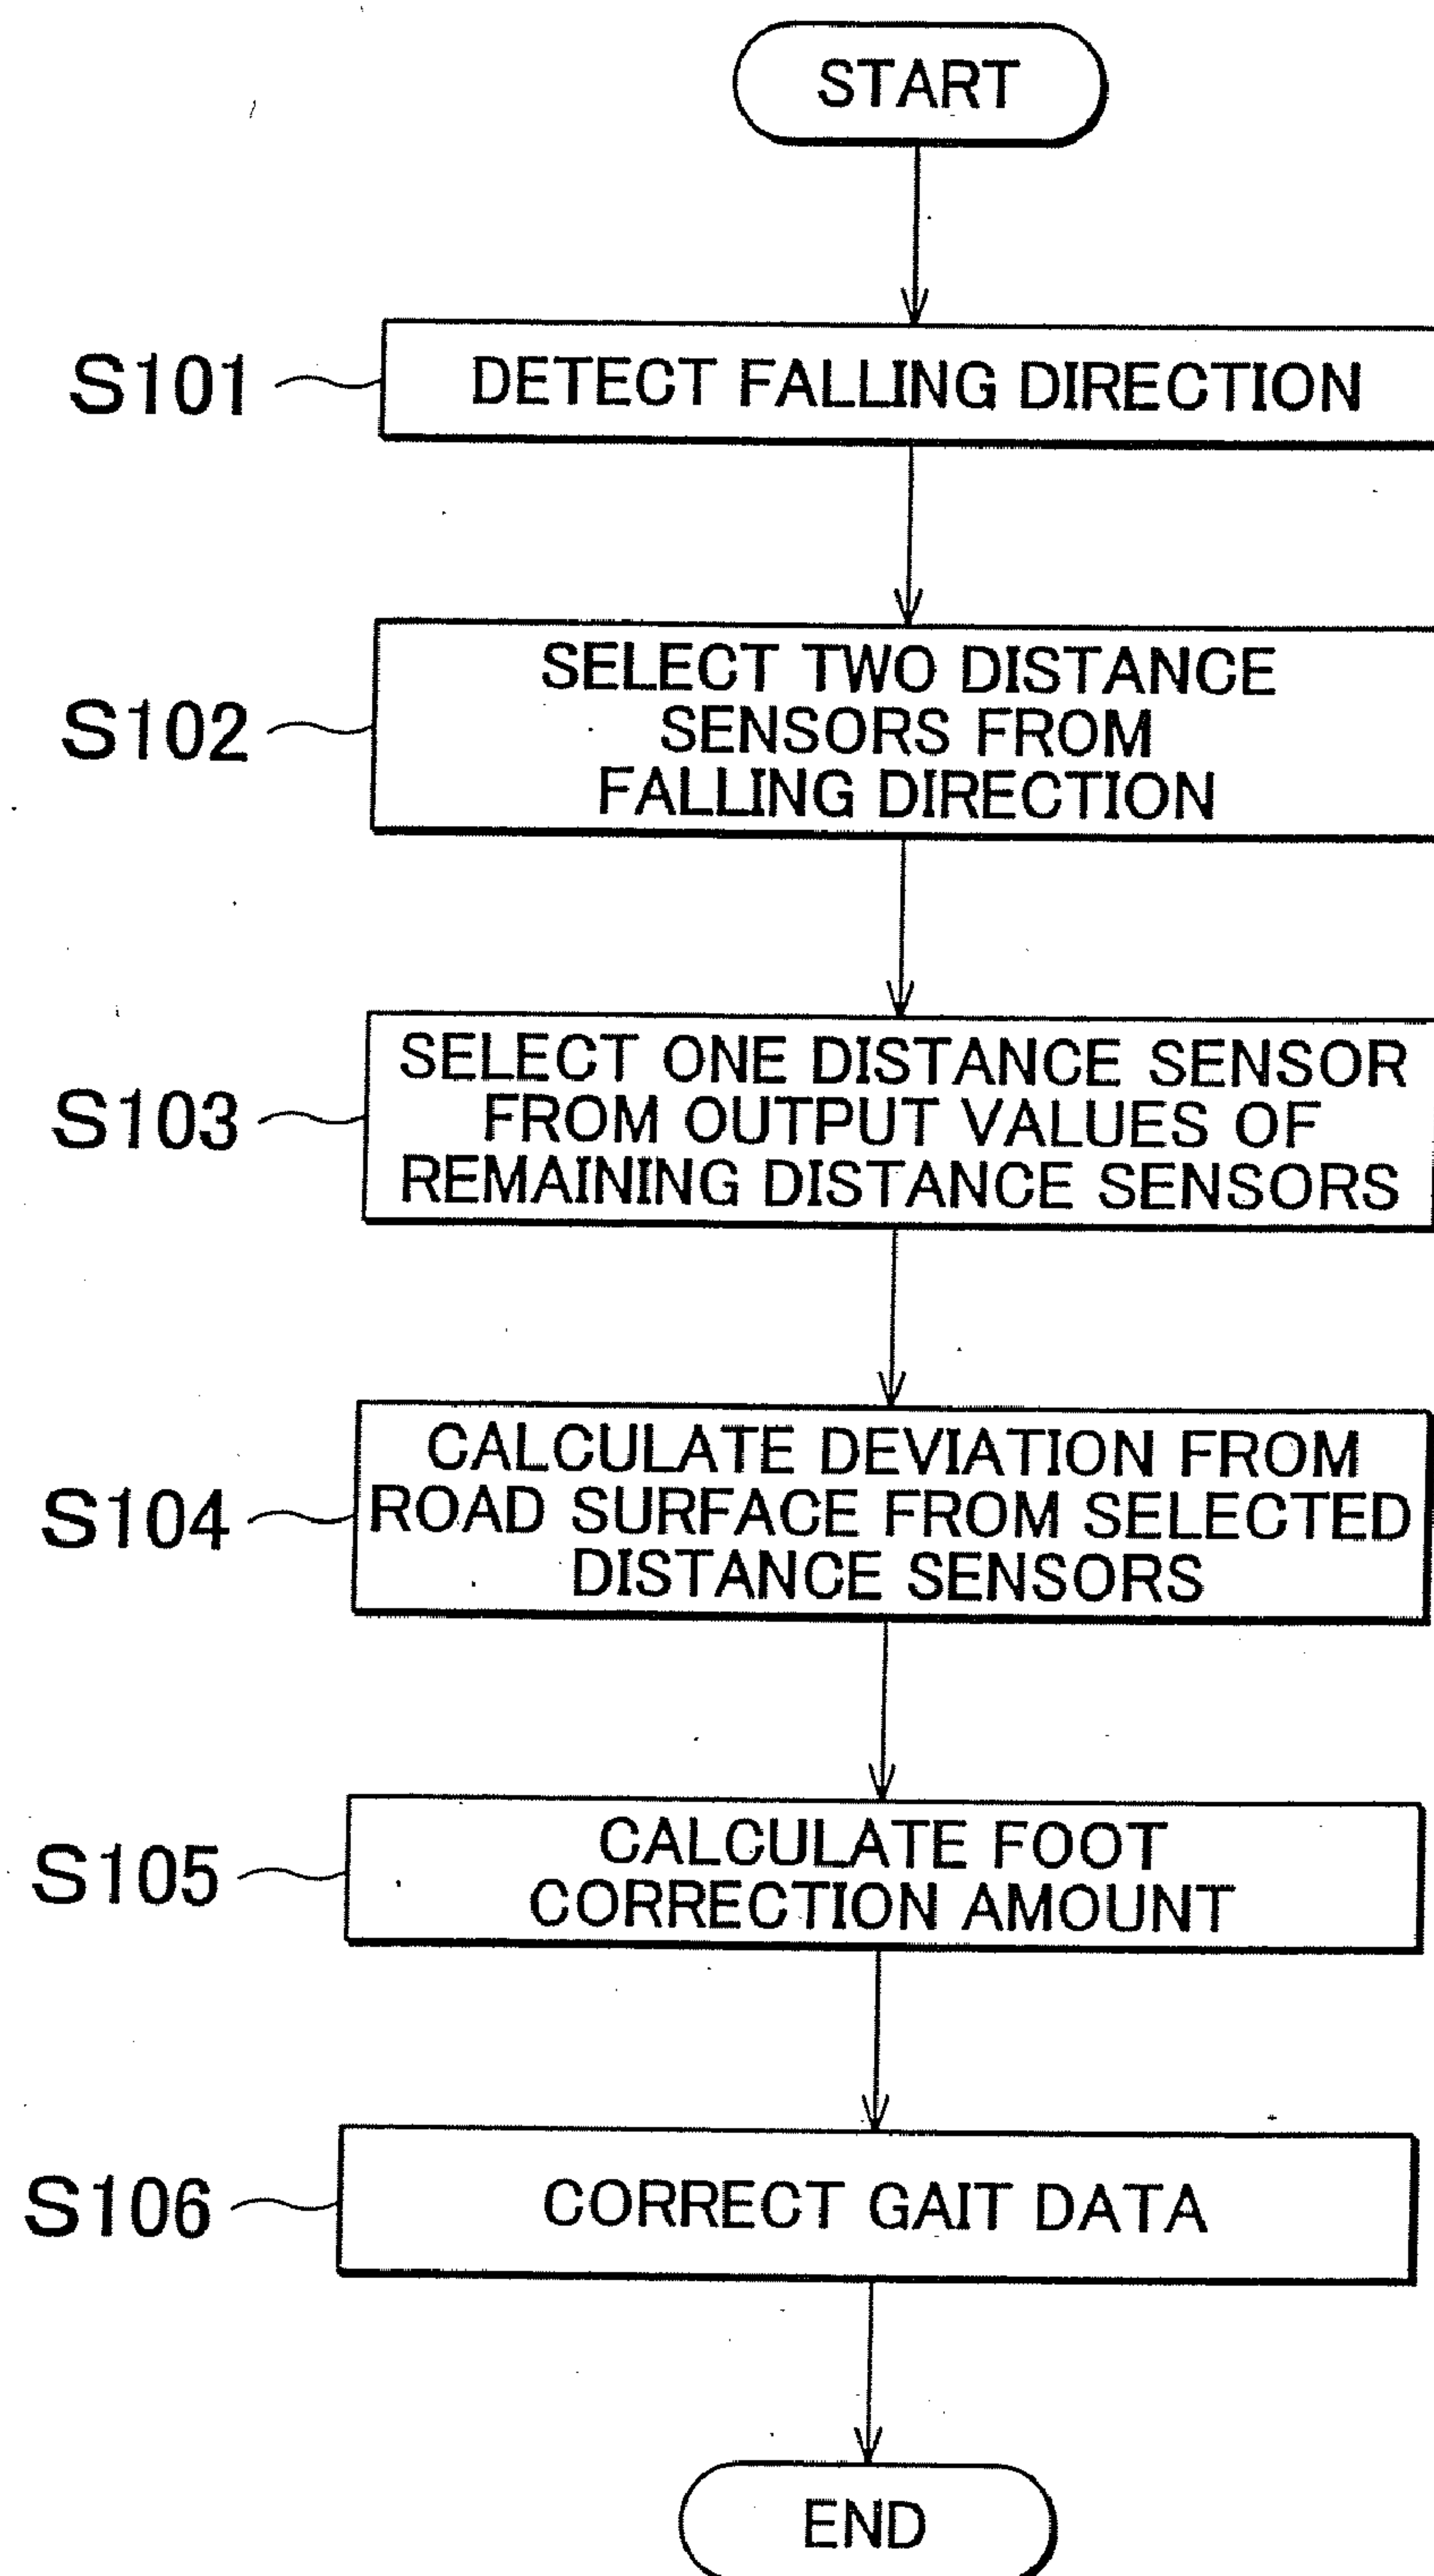 START
S101
DETECT FALLING DIRECTION
S102
SELECT TWO DISTANCE
SENSORS FROM
FALLING DIRECTION
S103
SELECT ONE DISTANCE SENSOR
FROM OUTPUT VALUES OF
REMAINING DISTANCE SENSORS
S104
CALCULATE DEVIATION FROM
ROAD SURFACE FROM SELECTED
DISTANCE SENSORS
S105
CALCULATE FOOT
CORRECTION AMOUNT
S106
CORRECT GAIT DATA
END